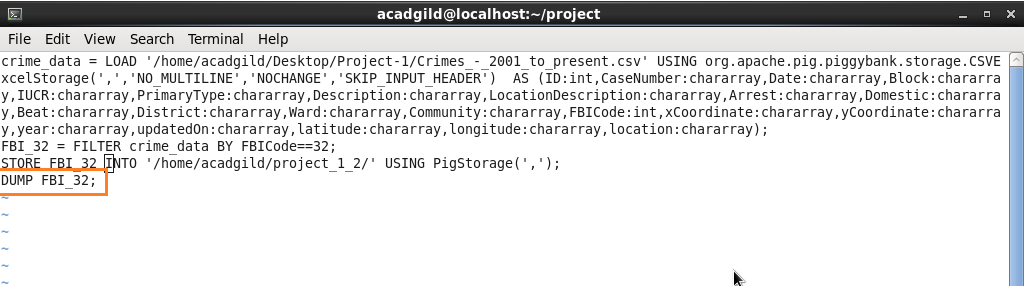 acadgild@localhost:~/project
File Edit View Search Terminal Help
crime_data = LOAD '/home/acadgild/Desktop/Project-1/Crimes_-_2001_to_present.csv' USING org.apache.pig.piggybank.storage.CSVE
xcelStorage(',','NO_MULTILINE','NOCHANGE','SKIP_INPUT_HEADER')  AS (ID:int,CaseNumber:chararray,Date:chararray,Block:chararra
y,IUCR:chararray,PrimaryType:chararray,Description:chararray,LocationDescription:chararray,Arrest:chararray,Domestic:chararra
y,Beat:chararray,District:chararray,Ward:chararray,Community:chararray,FBICode:int,xCoordinate:chararray,yCoordinate:chararra
y,year:chararray,updatedOn:chararray,latitude:chararray,longitude:chararray,location:chararray);
FBI_32 = FILTER crime_data BY FBICode==32;
STORE FBI_32 INTO '/home/acadgild/project_1_2/' USING PigStorage(',');
DUMP FBI_32;
~
~
~
~
~
~